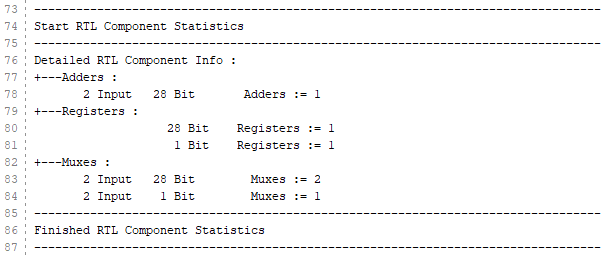 73 ---------------------------------------------------------------------------------
74 Start RTL Component Statistics
75 ---------------------------------------------------------------------------------
76 Detailed RTL Component Info :
77 +---Adders :
78        2 Input   28 Bit       Adders := 1
79 +---Registers :
80                    28 Bit    Registers := 1
81                     1 Bit    Registers := 1
82 +---Muxes :
83        2 Input   28 Bit        Muxes := 2
84        2 Input    1 Bit        Muxes := 1
85 ---------------------------------------------------------------------------------
86 Finished RTL Component Statistics
87 ---------------------------------------------------------------------------------